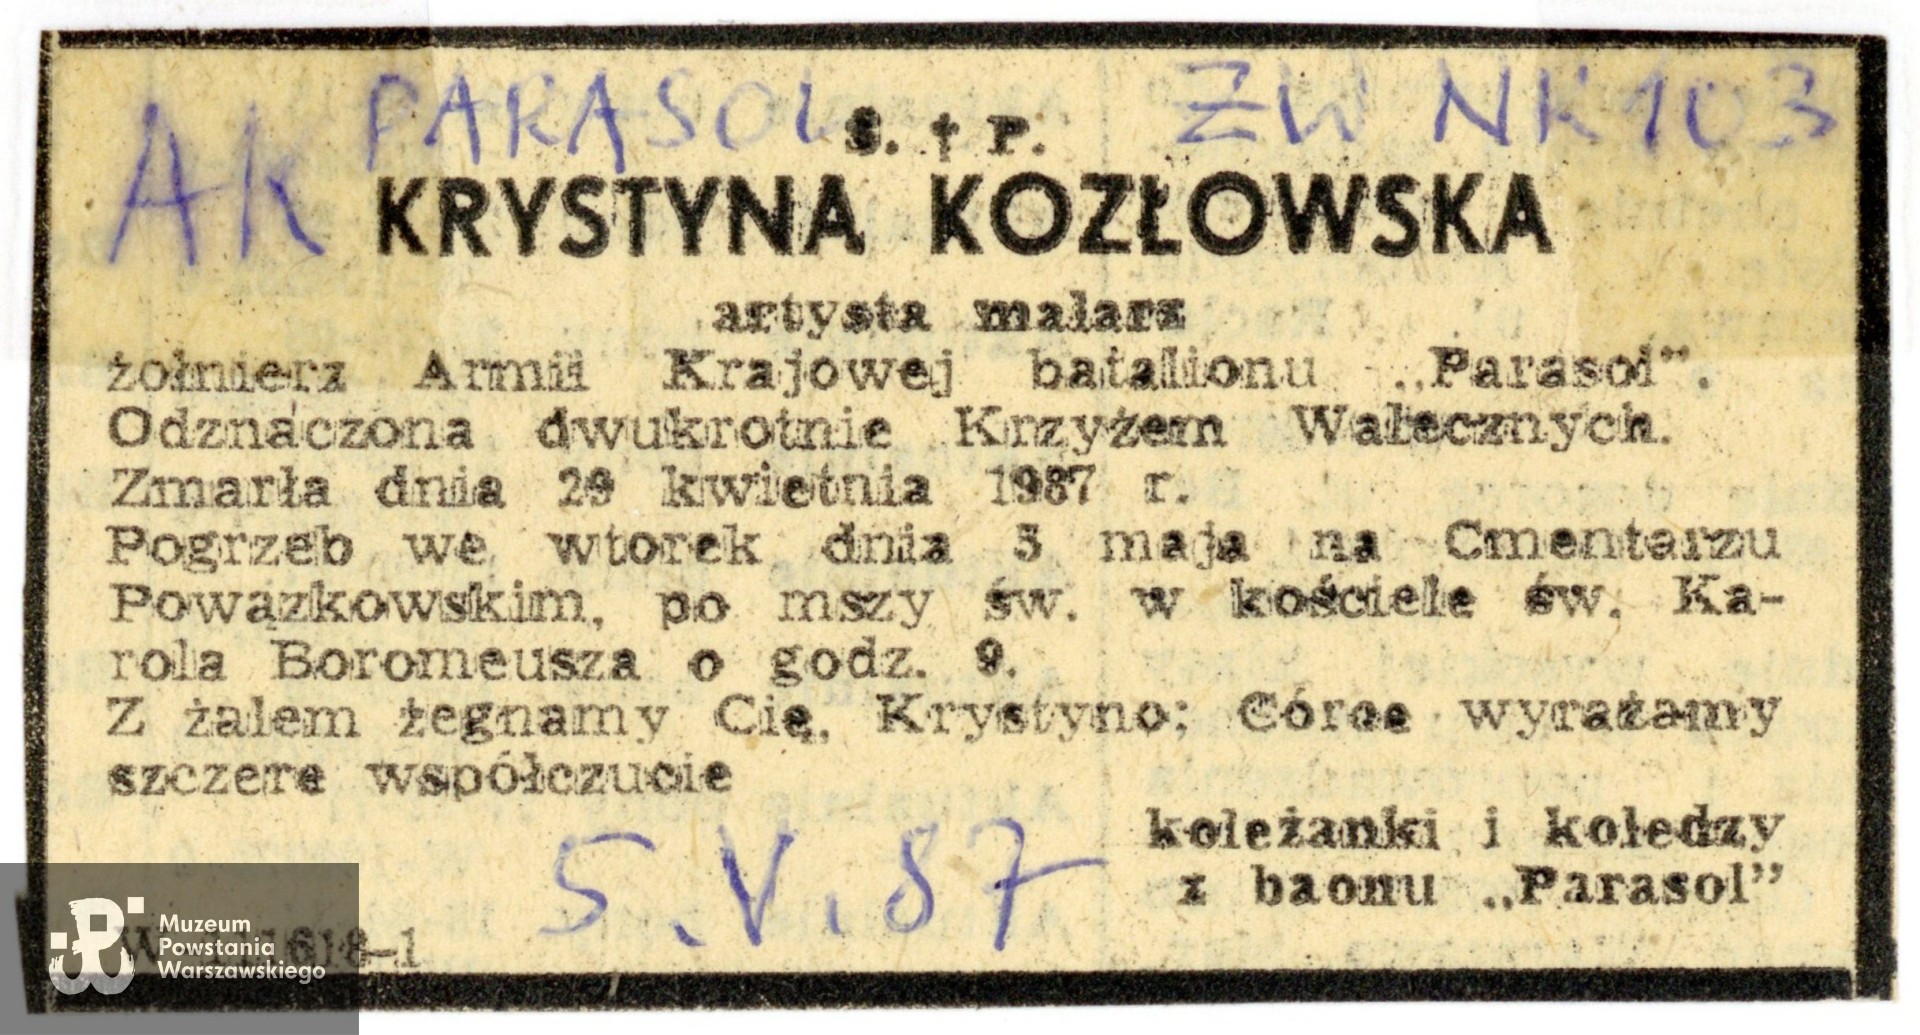 AK PARASOL ZW NR 103
Ś. † P.
KRYSTYNA KOZŁOWSKA
artysta malarz
żołnierz Armii Krajowej batalionu „Parasol”.
Odznaczona dwukrotnie Krzyżem Walecznych.
Zmarła dnia 29 kwietnia 1987 r.
Pogrzeb we wtorek dnia 5 maja na Cmentarzu
Powązkowskim, po mszy św. w kościele św. Ka-
rola Boromeusza o godz. 9.
Z żalem żegnamy Cię, Krystyno; Córce wyrażamy
szczere współczucie
koleżanki i koledzy
z baonu „Parasol”
5.V.87
Muzeum
Powstania
Warszawskiego